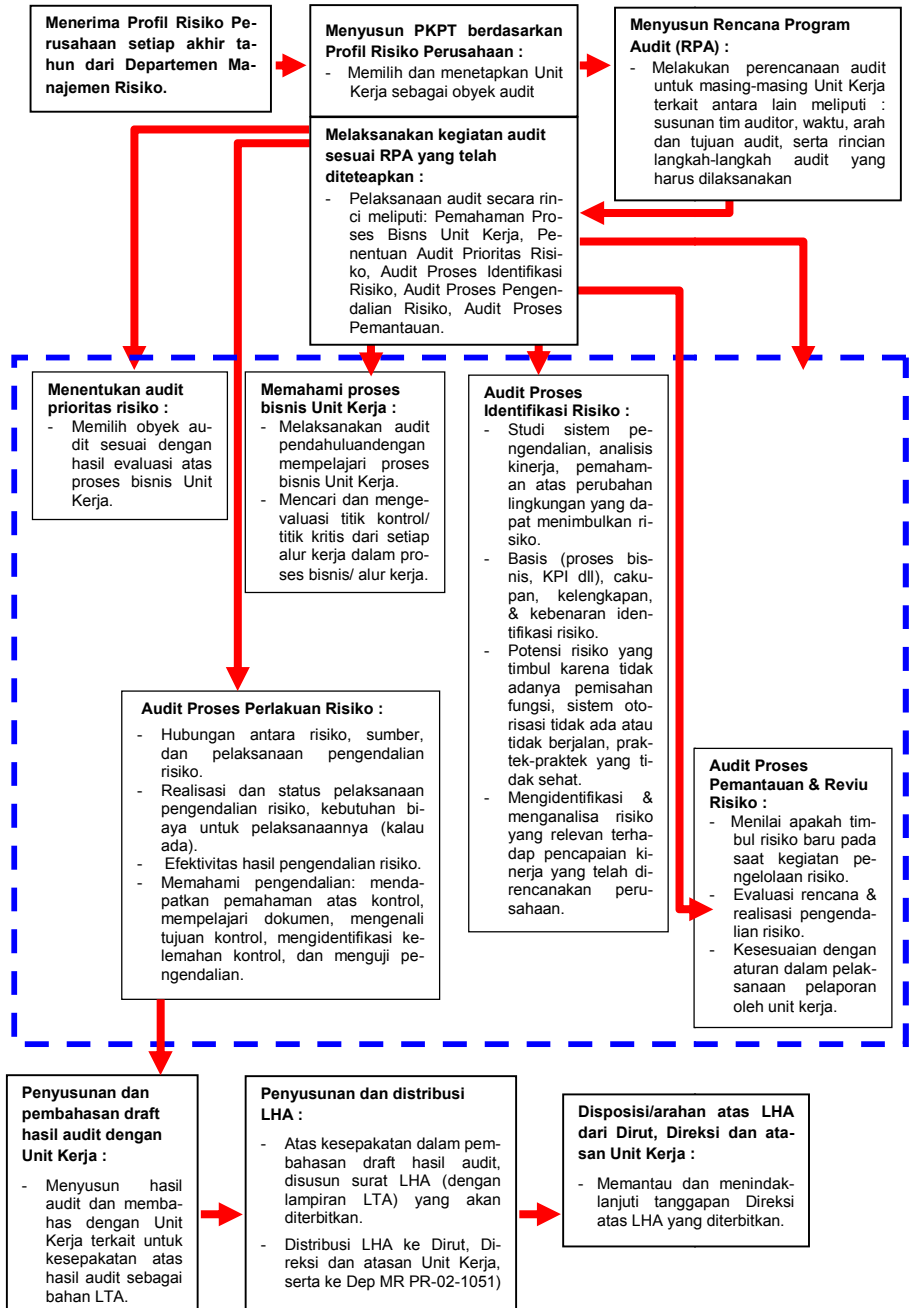 Menerima Profil Risiko Pe-
rusahaan setiap akhir ta-
hun dari Departemen Ma-
najemen Risiko.
Menyusun PKPT berdasarkan
Profil Risiko Perusahaan :
- Memilih dan menetapkan Unit
Kerja sebagai obyek audit
Menyusun Rencana Program
Audit (RPA) :
- Melakukan perencanaan audit
untuk masing-masing Unit Kerja
terkait antara lain meliputi :
susunan tim auditor, waktu, arah
dan tujuan audit, serta rincian
langkah-langkah audit yang
harus dilaksanakan
Melaksanakan kegiatan audit
sesuai RPA yang telah
diteteapkan :
- Pelaksanaan audit secara rin-
ci meliputi: Pemahaman Pro-
ses Bisns Unit Kerja, Pe-
nentuan Audit Prioritas Risi-
ko, Audit Proses Identifikasi
Risiko, Audit Proses Pengen-
dalian Risiko, Audit Proses
Pemantauan.
Menentukan audit
prioritas risiko :
- Memilih obyek au-
dit sesuai dengan
hasil evaluasi atas
proses bisnis Unit
Kerja.
Memahami proses
bisnis Unit Kerja :
- Melaksanakan audit
pendahuluandengan
mempelajari proses
bisnis Unit Kerja.
- Mencari dan menge-
valuasi titik kontrol/
titik kritis dari setiap
alur kerja dalam pro-
ses bisnis/ alur kerja.
Audit Proses
Identifikasi Risiko :
- Studi sistem pe-
ngendalian, analisis
kinerja, pemaham-
an atas perubahan
lingkungan yang da-
pat menimbulkan ri-
siko.
- Basis (proses bis-
nis, KPI dll), caku-
pan, kelengkapan,
& kebenaran iden-
tifikasi risiko.
- Potensi risiko yang
timbul karena tidak
adanya pemisahan
fungsi, sistem oto-
risasi tidak ada atau
tidak berjalan, prak-
tek-praktek yang ti-
dak sehat.
- Mengidentifikasi &
menganalisa risiko
yang relevan terha-
dap pencapaian ki-
nerja yang telah di-
rencanakan peru-
sahaan.
Audit Proses Perlakuan Risiko :
- Hubungan antara risiko, sumber,
dan pelaksanaan pengendalian
risiko.
- Realisasi dan status pelaksanaan
pengendalian risiko, kebutuhan bi-
aya untuk pelaksanaannya (kalau
ada).
- Efektivitas hasil pengendalian risiko.
- Memahami pengendalian: menda-
patkan pemahaman atas kontrol,
mempelajari dokumen, mengenali
tujuan kontrol, mengidentifikasi ke-
lemahan kontrol, dan menguji pe-
ngendalian.
Audit Proses
Pemantauan & Reviu
Risiko :
- Menilai apakah tim-
bul risiko baru pada
saat kegiatan pe-
ngelolaan risiko.
- Evaluasi rencana &
realisasi pengenda-
lian risiko.
- Kesesuaian dengan
aturan dalam pelak-
sanaan pelaporan
oleh unit kerja.
Penyusunan dan
pembahasan draft
hasil audit dengan
Unit Kerja :
- Menyusun hasil
audit dan memba-
has dengan Unit
Kerja terkait untuk
kesepakatan atas
hasil audit sebagai
bahan LTA.
Penyusunan dan distribusi
LHA :
- Atas kesepakatan dalam pem-
bahasan draft hasil audit,
disusun surat LHA (dengan
lampiran LTA) yang akan
diterbitkan.
- Distribusi LHA ke Dirut, Di-
reksi dan atasan Unit Kerja,
serta ke Dep MR PR-02-1051)
Disposisi/arahan atas LHA
dari Dirut, Direksi dan ata-
san Unit Kerja :
- Memantau dan menindak-
lanjuti tanggapan Direksi
atas LHA yang diterbitkan.